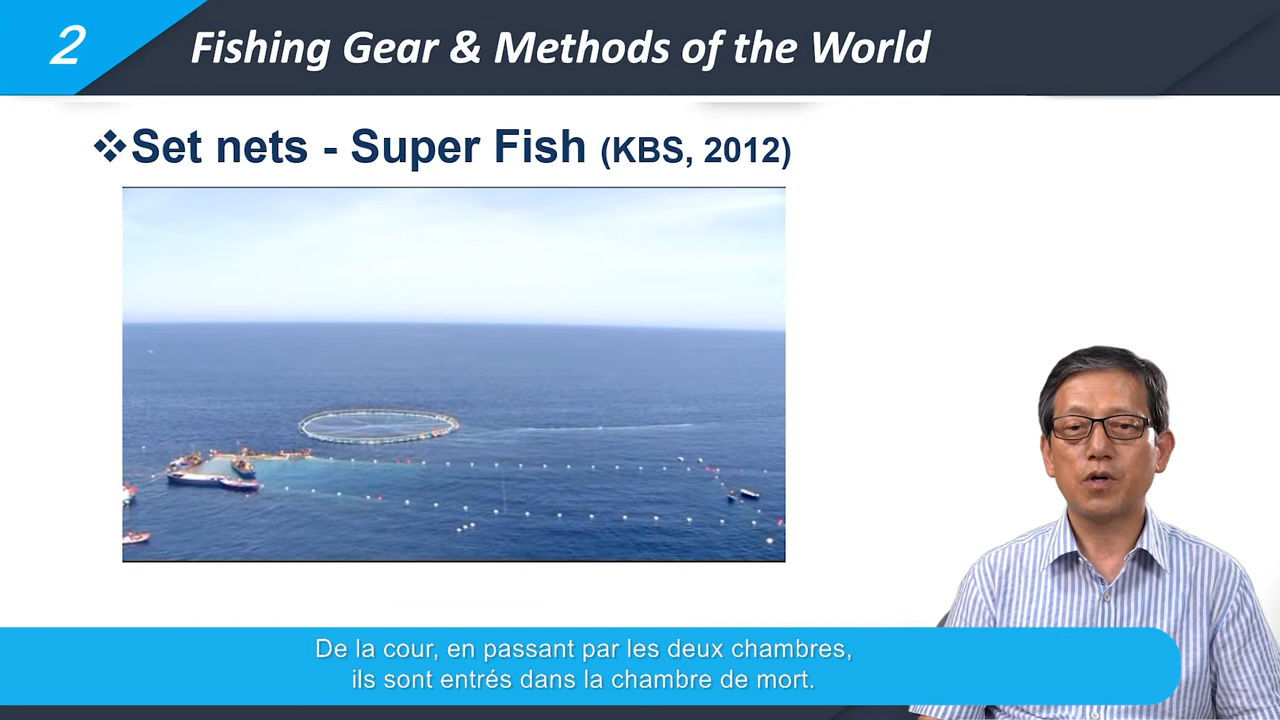 2
Fishing Gear & Methods of the World
❖Set nets - Super Fish (KBS, 2012)
De la cour, en passant par les deux chambres,
ils sont entrés dans la chambre de mort.